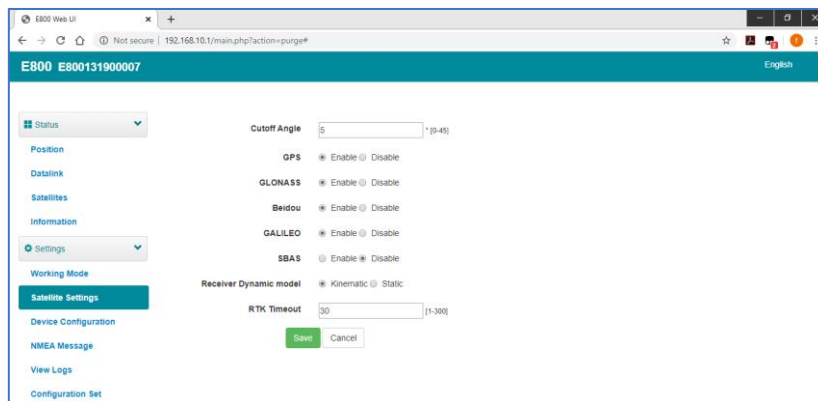 E800 Web UI
Not secure | 192.168.10.1/main.php?action=purge#
E800 E800131900007
English
Status
Position
Datalink
Satellites
Information
Settings
Working Mode
Satellite Settings
Device Configuration
NMEA Message
View Logs
Configuration Set
Cutoff Angle 5 ° [0-45]
GPS Enable Disable
GLONASS Enable Disable
Beidou Enable Disable
GALILEO Enable Disable
SBAS Enable Disable
Receiver Dynamic model Kinematic Static
RTK Timeout 30 [1-300]
Save Cancel